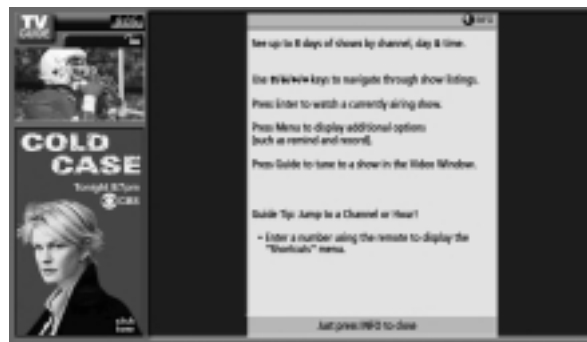 TV
GUIDE
INFO
See up to 8 days of shows by channel, day & time.
Use keys to navigate through show listings.
Press Enter to watch a currently airing show.
Press Menu to display additional options
(such as remind and record).
Press Guide to tune to a show in the Video Window.
COLD
CASE
Tonight 8/7pm
CBS
Guide Tip: Jump to a Channel or Hour!
• Enter a number using the remote to display the
"Shortcuts" menu.
Just press INFO to close